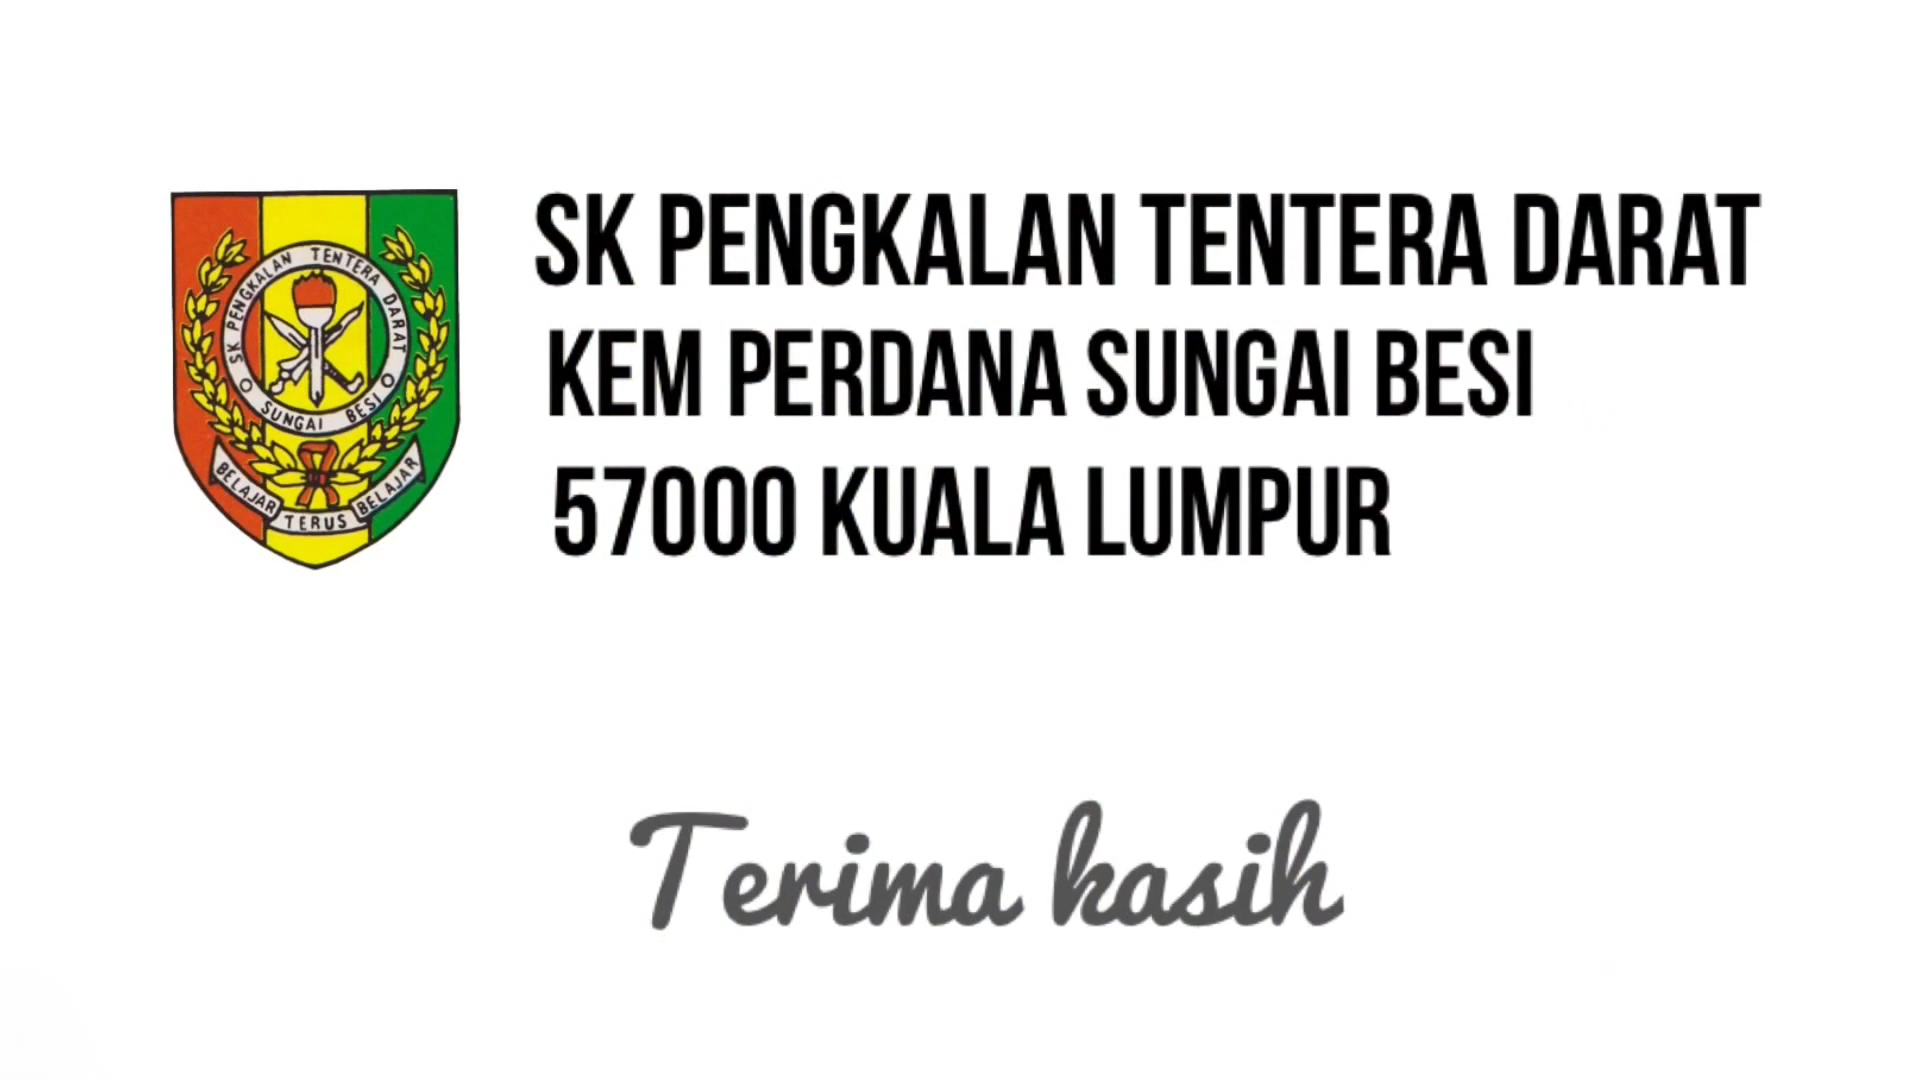 SK PENGKALAN TENTERA DARAT
SUNGAI BESI
BELAJAR TERUS BELAJAR
SK PENGKALAN TENTERA DARAT
KEM PERDANA SUNGAI BESI
57000 KUALA LUMPUR
Terima kasih